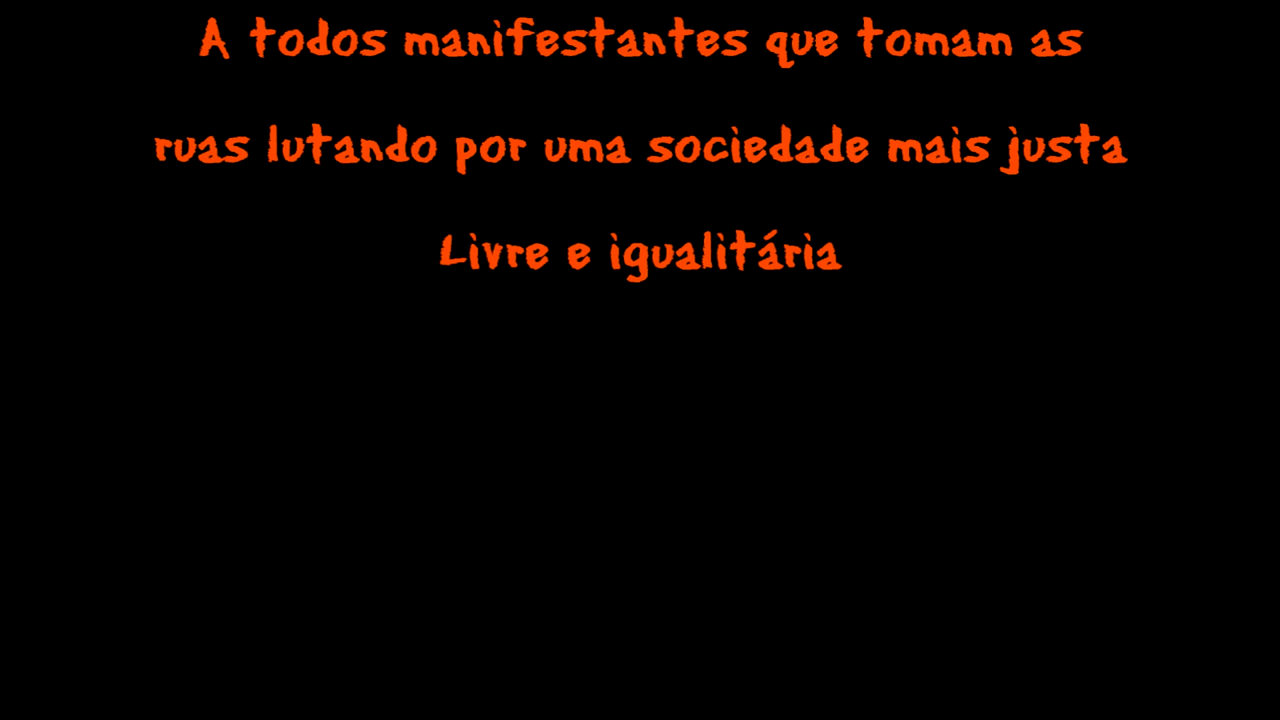 A todos manifestantes que tomam as
ruas lutando por uma sociedade mais justa
Livre e igualitária